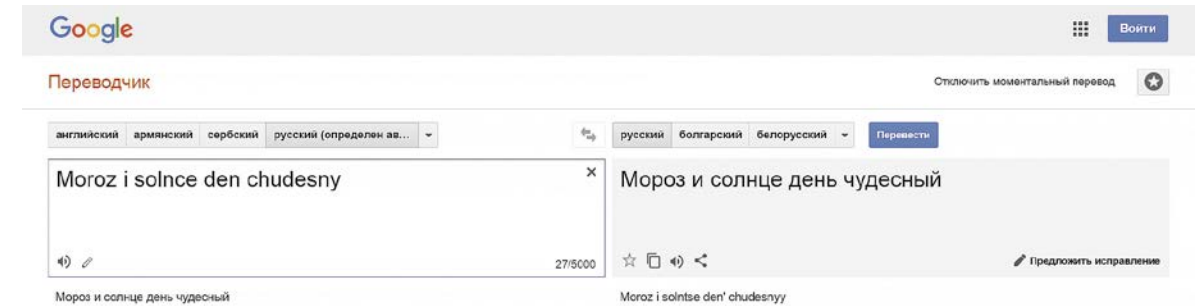 Google
Войти
Переводчик
Отключить моментальный перевод
английский армянский сербский русский (определен ав...
русский болгарский белорусский Перевести
Moroz i solnce den chudesny
Мороз и солнце день чудесный
27/5000
Предложить исправление
Мороз и солнце день чудесный
Moroz i solntse den' chudesnyy